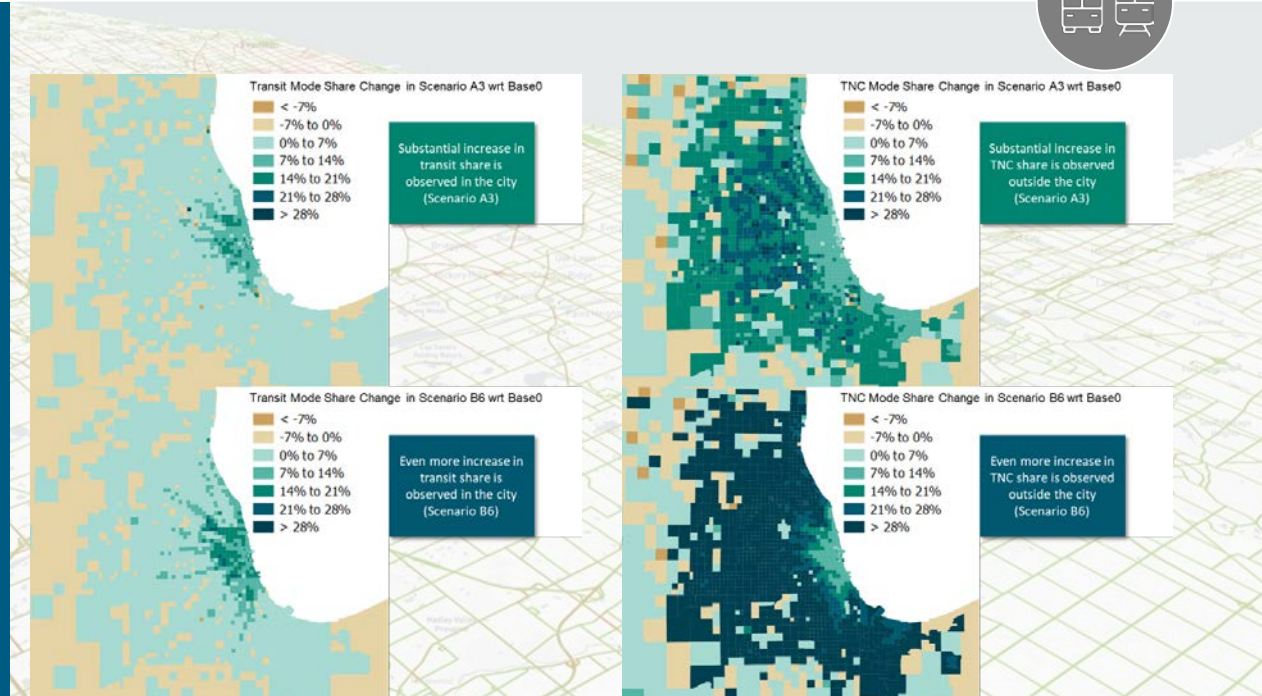 Transit Mode Share Change in Scenario A3 wrt Base0
< -7%
-7% to 0%
0% to 7%
7% to 14%
14% to 21%
21% to 28%
> 28%
Substantial increase in
transit share is
observed in the city
(Scenario A3)
TNC Mode Share Change in Scenario A3 wrt Base0
< -7%
-7% to 0%
0% to 7%
7% to 14%
14% to 21%
21% to 28%
> 28%
Substantial increase in
TNC share is observed
outside the city
(Scenario A3)
Transit Mode Share Change in Scenario B6 wrt Base0
< -7%
-7% to 0%
0% to 7%
7% to 14%
14% to 21%
21% to 28%
> 28%
Even more increase in
transit share is
observed in the city
(Scenario B6)
TNC Mode Share Change in Scenario B6 wrt Base0
< -7%
-7% to 0%
0% to 7%
7% to 14%
14% to 21%
21% to 28%
> 28%
Even more increase in
TNC share is observed
outside the city
(Scenario B6)